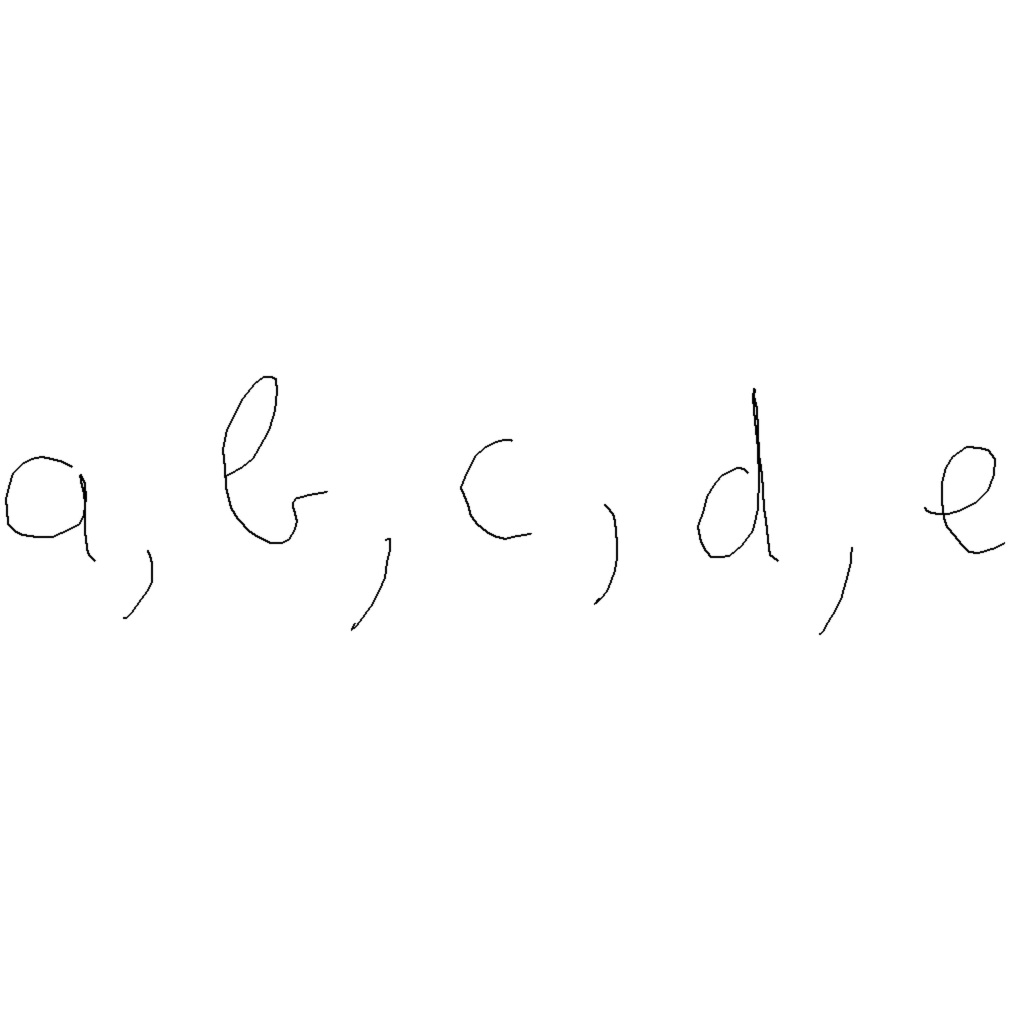 a, b, c, d, e